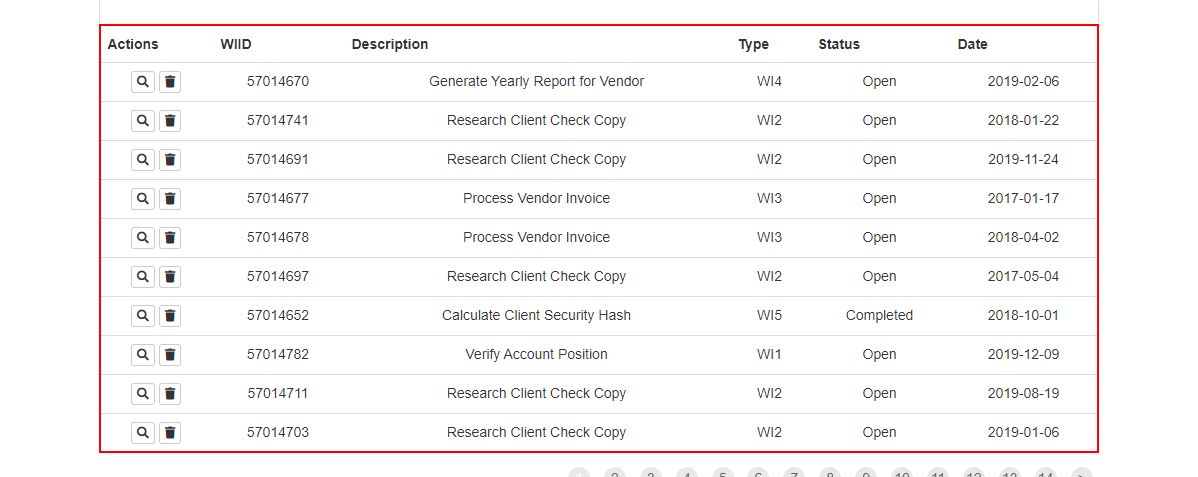 Actions WIID Description Type Status Date
57014670 Generate Yearly Report for Vendor WI4 Open 2019-02-06
57014741 Research Client Check Copy WI2 Open 2018-01-22
57014691 Research Client Check Copy WI2 Open 2019-11-24
57014677 Process Vendor Invoice WI3 Open 2017-01-17
57014678 Process Vendor Invoice WI3 Open 2018-04-02
57014697 Research Client Check Copy WI2 Open 2017-05-04
57014652 Calculate Client Security Hash WI5 Completed 2018-10-01
57014782 Verify Account Position WI1 Open 2019-12-09
57014711 Research Client Check Copy WI2 Open 2019-08-19
57014703 Research Client Check Copy WI2 Open 2019-01-06
2 3 4 5 6 7 8 9 10 11 12 13 14 >